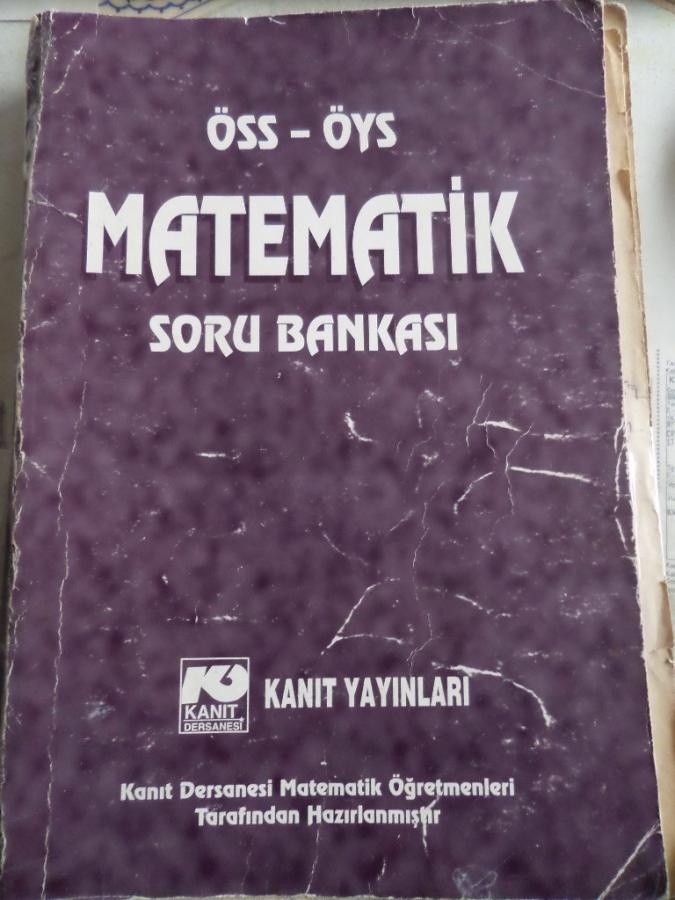 ÖSS - ÖYS
MATEMATİK
SORU BANKASI
KANIT
DERSANESİ
KANIT YAYINLARI
Kanıt Dersanesi Matematik Öğretmenleri
Tarafından Hazırlanmıştır